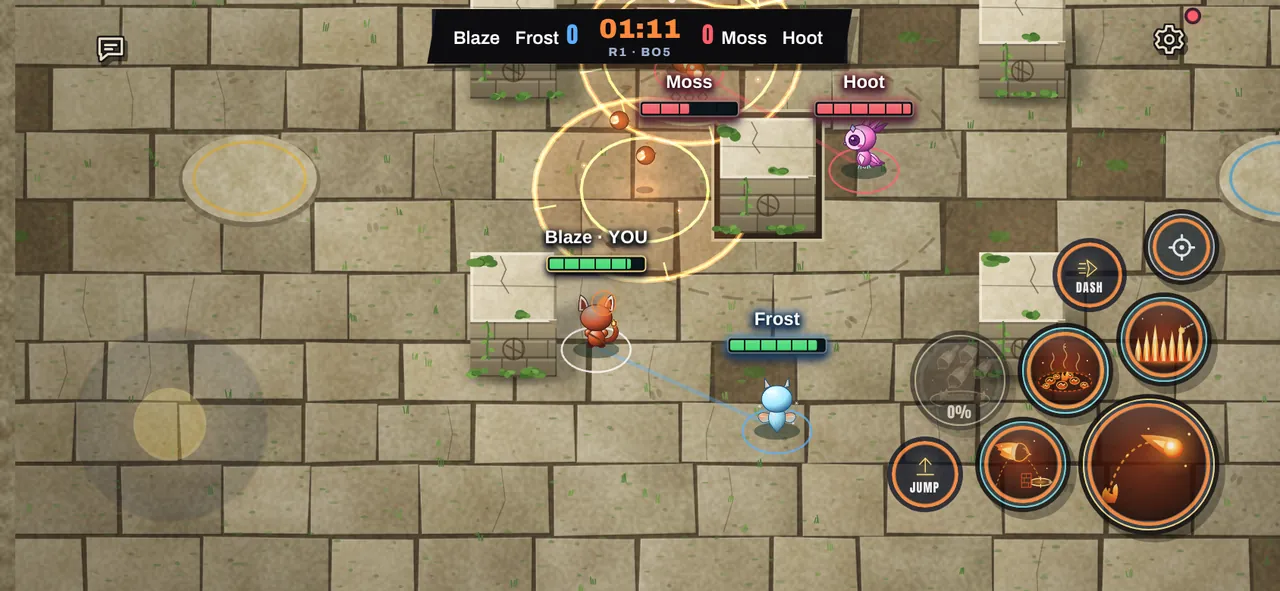 Blaze Frost 0 01:11 0 Moss Hoot
R1 · BO5
Moss
Hoot
Blaze · YOU
Frost
DASH
0%
JUMP